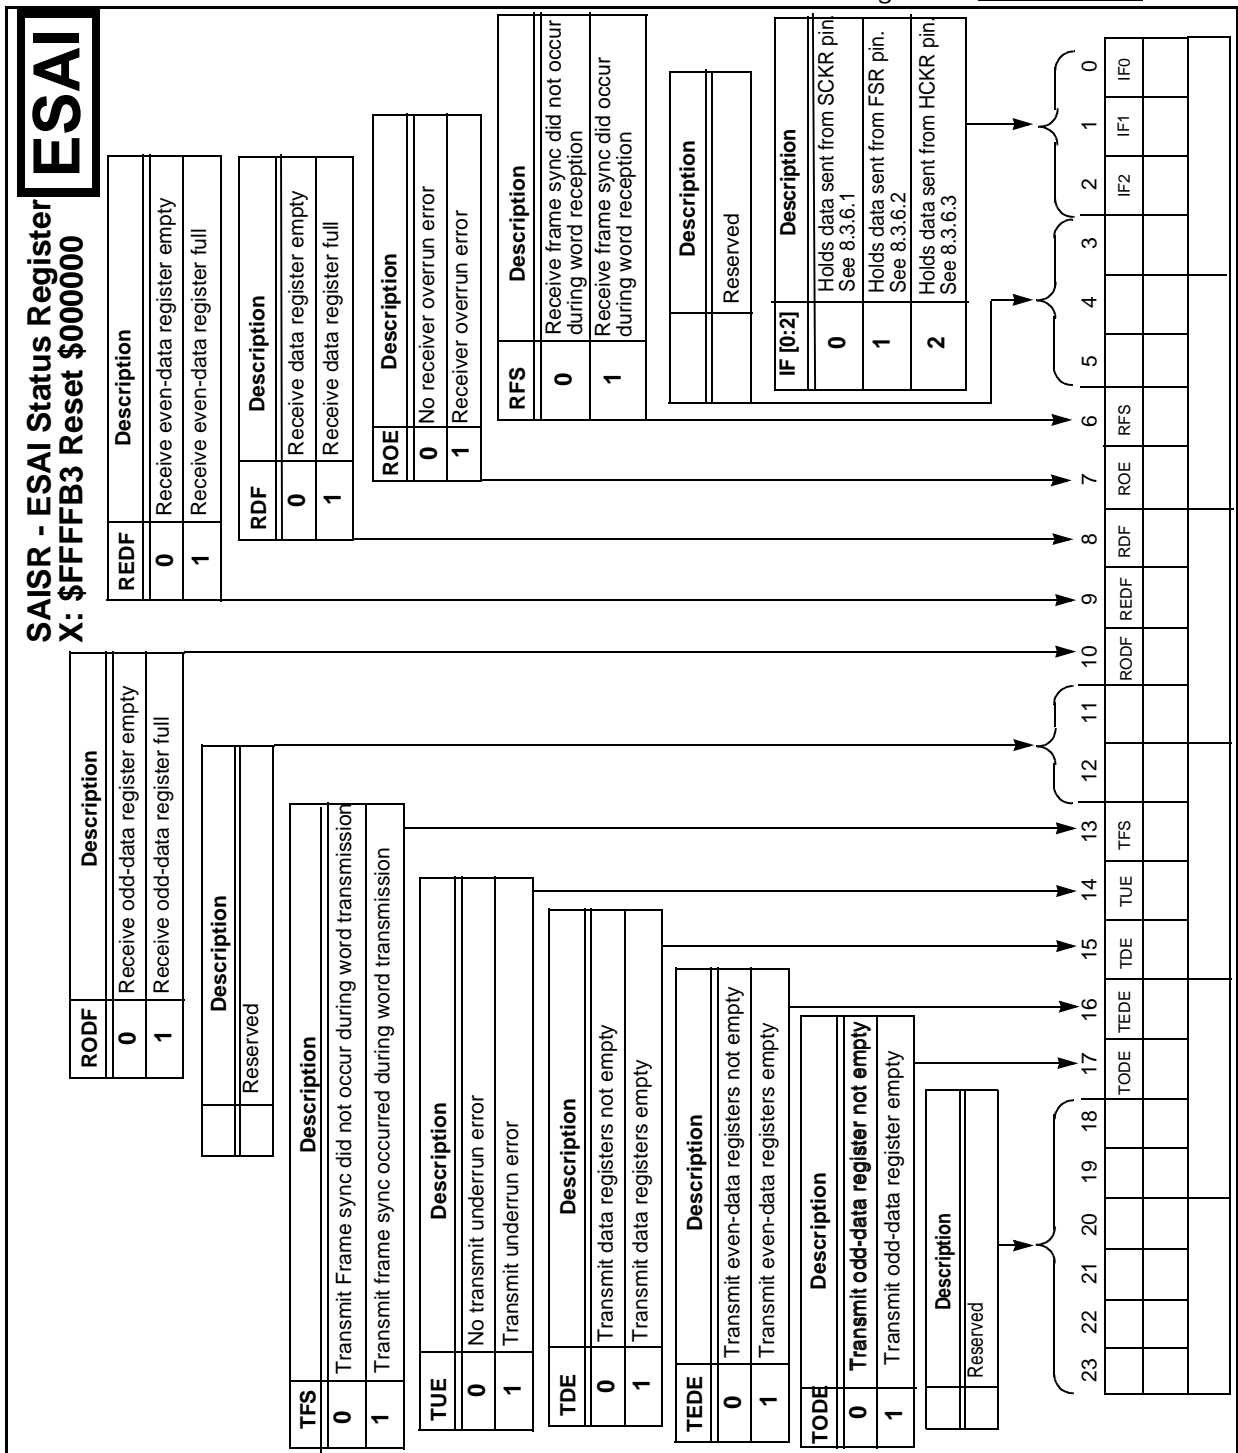 SAISR - ESAI Status Register
X: $FFFFB3 Reset $000000
ESAI
RODF Description
0 Receive odd-data register empty
1 Receive odd-data register full
REDF Description
0 Receive even-data register empty
1 Receive even-data register full
Description
Reserved
RDF Description
0 Receive data register empty
1 Receive data register full
TFS Description
0 Transmit Frame sync did not occur during word transmission
1 Transmit frame sync occurred during word transmission
ROE Description
0 No receiver overrun error
1 Receiver overrun error
TUE Description
0 No transmit underrun error
1 Transmit underrun error
RFS Description
0 Receive frame sync did not occur
during word reception
1 Receive frame sync did occur
during word reception
TDE Description
0 Transmit data registers not empty
1 Transmit data registers empty
Description
Reserved
TEDE Description
0 Transmit even-data registers not empty
1 Transmit even-data registers empty
IF [0:2] Description
0 Holds data sent from SCKR pin.
See 8.3.6.1
1 Holds data sent from FSR pin.
See 8.3.6.2
2 Holds data sent from HCKR pin.
See 8.3.6.3
TODE Description
0 Transmit odd-data register not empty
1 Transmit odd-data register empty
Description
Reserved
23 22 21 20 19 18 17 16 15 14 13 12 11 10 9 8 7 6 5 4 3 2 1 0
TODE TEDE TDE TUE TFS RODF REDF RDF ROE RFS IF2 IF1 IF0